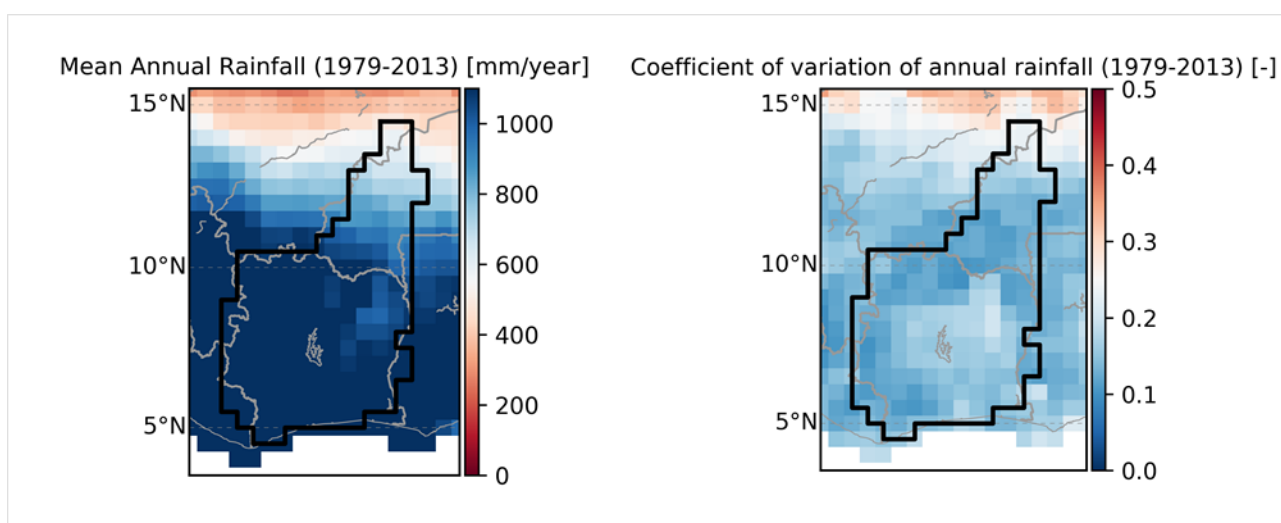 Mean Annual Rainfall (1979-2013) [mm/year]
Coefficient of variation of annual rainfall (1979-2013) [-]
15°N
10°N
5°N
1000
800
600
400
200
0
15°N
10°N
5°N
0.5
0.4
0.3
0.2
0.1
0.0